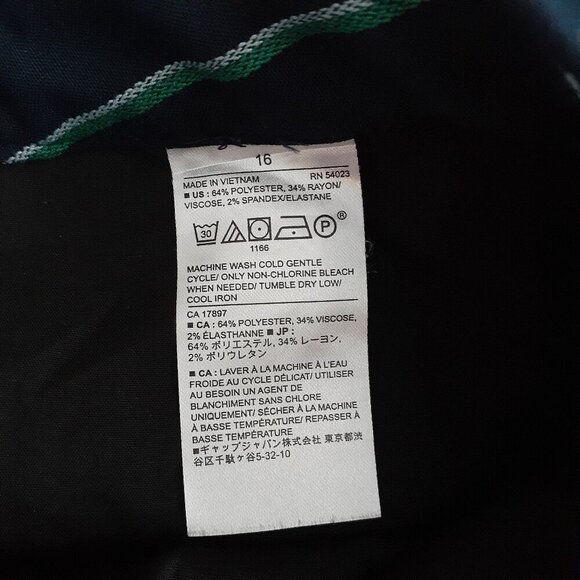 16
MADE IN VIETNAM RN 54023
■ US : 64% POLYESTER, 34% RAYON/
VISCOSE, 2% SPANDEX/ELASTANE
30 P ®
1166
MACHINE WASH COLD GENTLE
CYCLE/ ONLY NON-CHLORINE BLEACH
WHEN NEEDED/ TUMBLE DRY LOW/
COOL IRON
CA 17897
■ CA : 64% POLYESTER, 34% VISCOSE,
2% ÉLASTHANNE ■ JP :
64% ポリエステル, 34% レーヨン,
2% ポリウレタン
■ CA : LAVER À LA MACHINE À L'EAU
FROIDE AU CYCLE DÉLICAT/ UTILISER
AU BESOIN UN AGENT DE
BLANCHIMENT SANS CHLORE
UNIQUEMENT/ SÉCHER À LA MACHINE
À BASSE TEMPÉRATURE/ REPASSER À
BASSE TEMPÉRATURE
■ ギャップジャパン株式会社 東京都渋
谷区千駄ヶ谷5-32-10